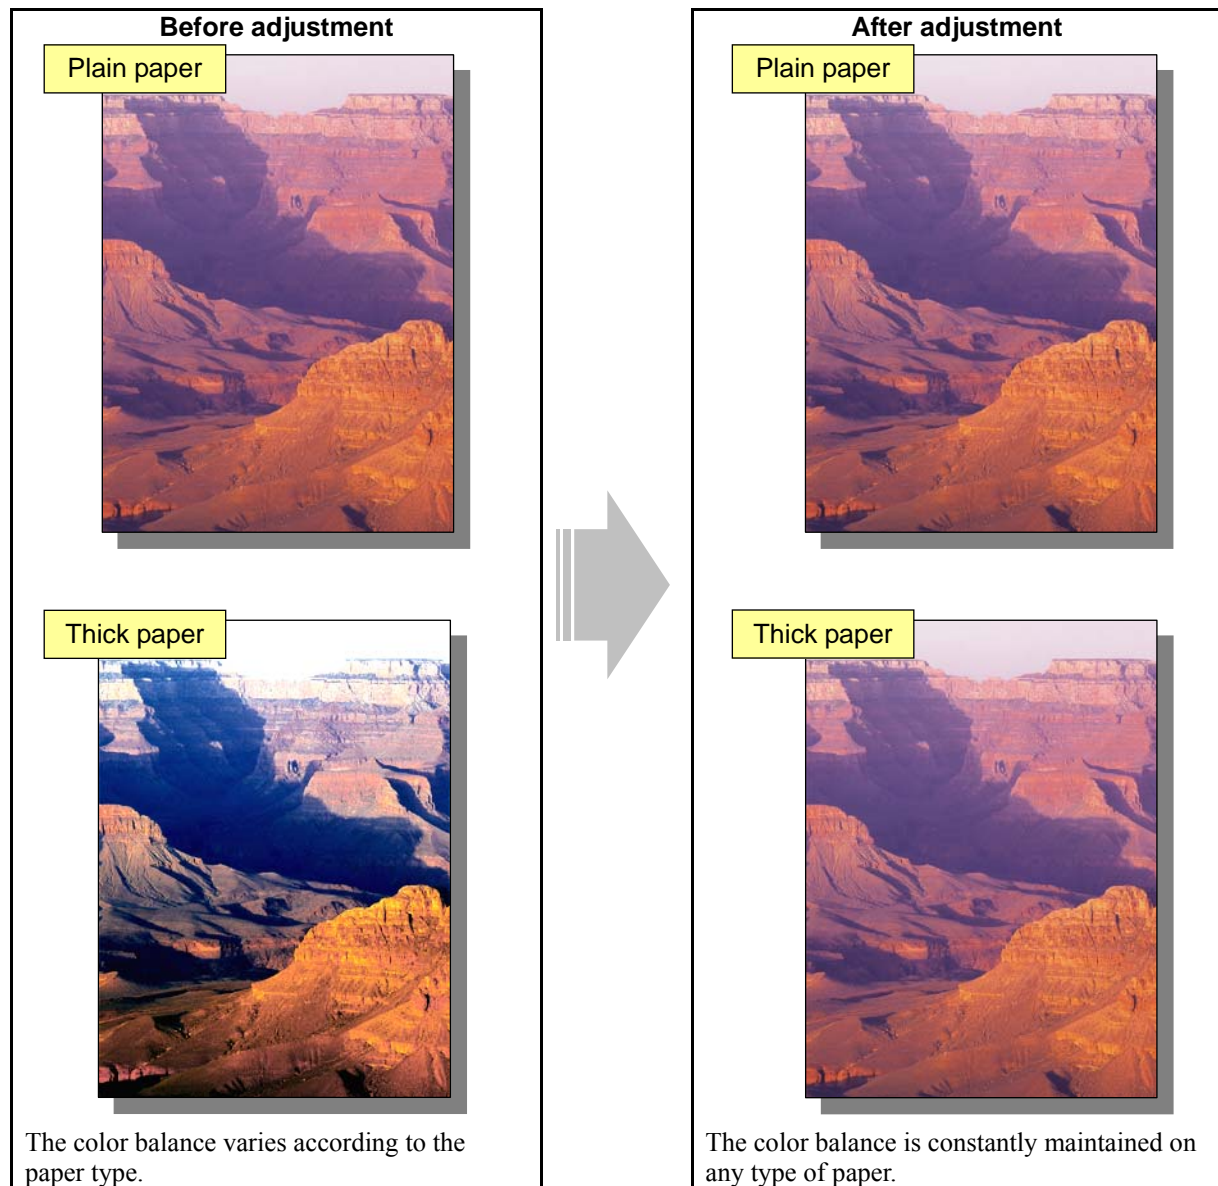 Before adjustment
Plain paper
Thick paper
The color balance varies according to the
paper type.
After adjustment
Plain paper
Thick paper
The color balance is constantly maintained on
any type of paper.